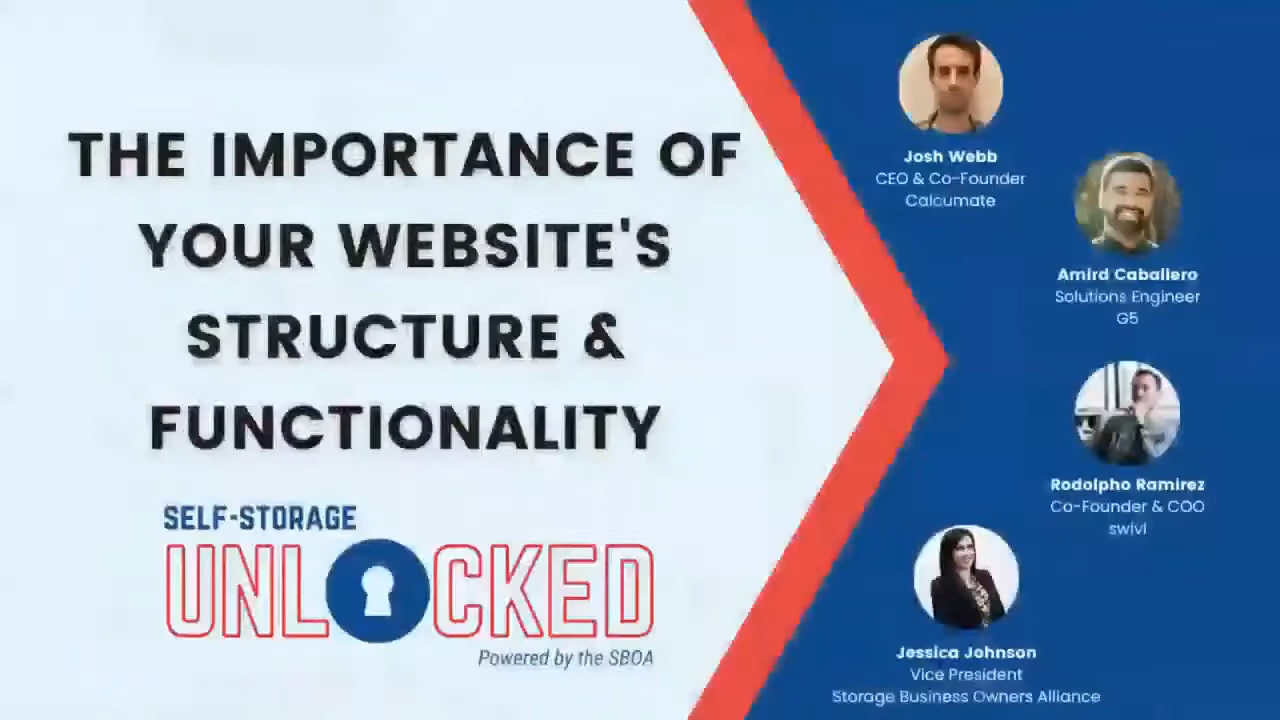 THE IMPORTANCE OF
YOUR WEBSITE'S
STRUCTURE &
FUNCTIONALITY
SELF-STORAGE
UNLOCKED
Powered by the SBOA
Josh Webb
CEO & Co-Founder
Calcumate
Amird Caballero
Solutions Engineer
G5
Rodolpho Ramirez
Co-Founder & COO
swivl
Jessica Johnson
Vice President
Storage Business Owners Alliance